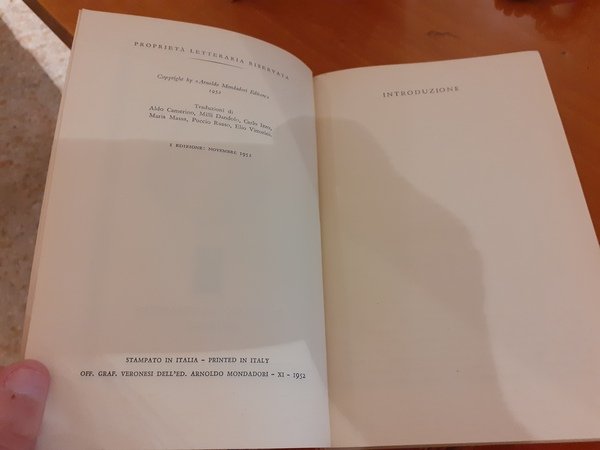 PROPRIETÀ LETTERARIA RISERVATA
Copyright by «Arnoldo Mondadori Editore»
1952
Traduzioni di
Aldo Camerino, Milli Dandolo, Carlo Izzo,
Maria Massa, Puccio Russo, Elio Vittorini.
I EDIZIONE: NOVEMBRE 1952
STAMPATO IN ITALIA – PRINTED IN ITALY
OFF. GRAF. VERONESI DELL'ED. ARNOLDO MONDADORI – XI – 1952
INTRODUZIONE